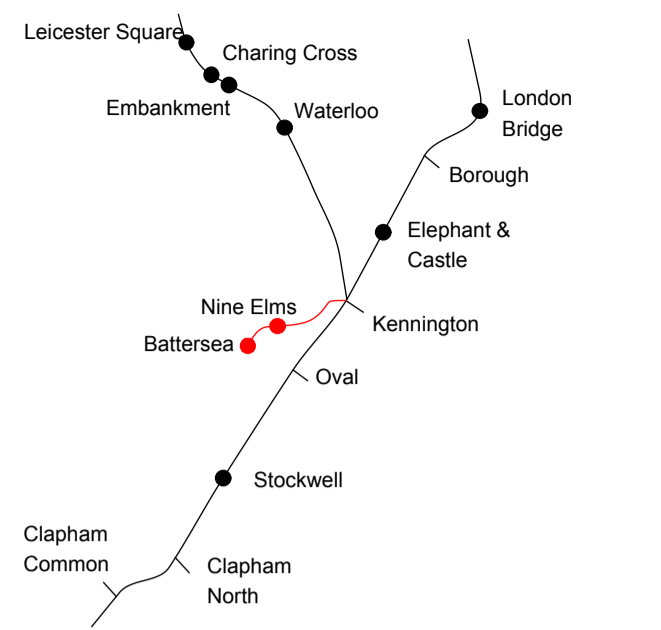 Leicester Square
Charing Cross
Embankment
Waterloo
London
Bridge
Borough
Elephant &
Castle
Nine Elms
Kennington
Battersea
Oval
Stockwell
Clapham
Common
Clapham
North